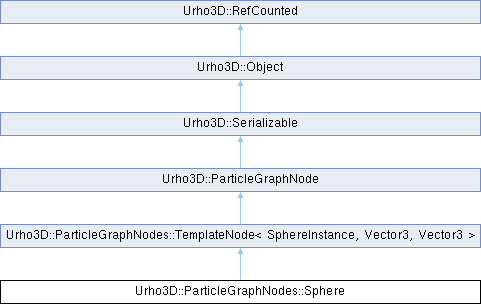 Urho3D::RefCounted
Urho3D::Object
Urho3D::Serializable
Urho3D::ParticleGraphNode
Urho3D::ParticleGraphNodes::TemplateNode< SphereInstance, Vector3, Vector3 >
Urho3D::ParticleGraphNodes::Sphere